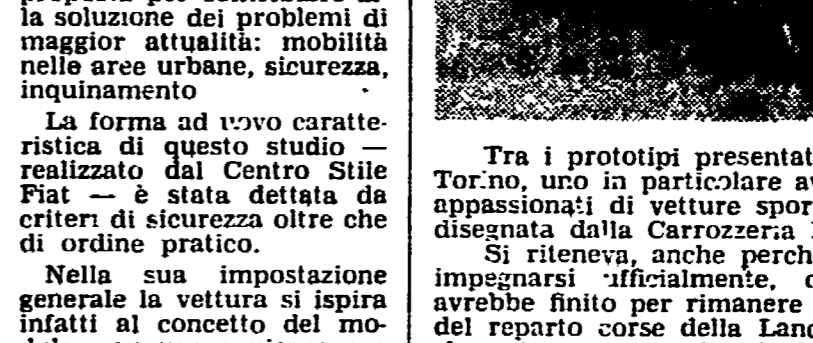 la soluzione dei problemi di
maggior attualità: mobilità
nelle aree urbane, sicurezza,
inquinamento
La forma ad uovo caratte-
ristica di questo studio —
realizzato dal Centro Stile
Fiat — è stata dettata da
criteri di sicurezza oltre che
di ordine pratico.
Nella sua impostazione
generale la vettura si ispira
infatti al concetto del mo-
Tra i prototipi presentat
Torino, uno in particolare av
appassionati di vetture spor
disegnata dalla Carrozzeria
Si riteneva, anche perch
impegnarsi ufficialmente,
avrebbe finito per rimanere
del reparto corse della Lanc